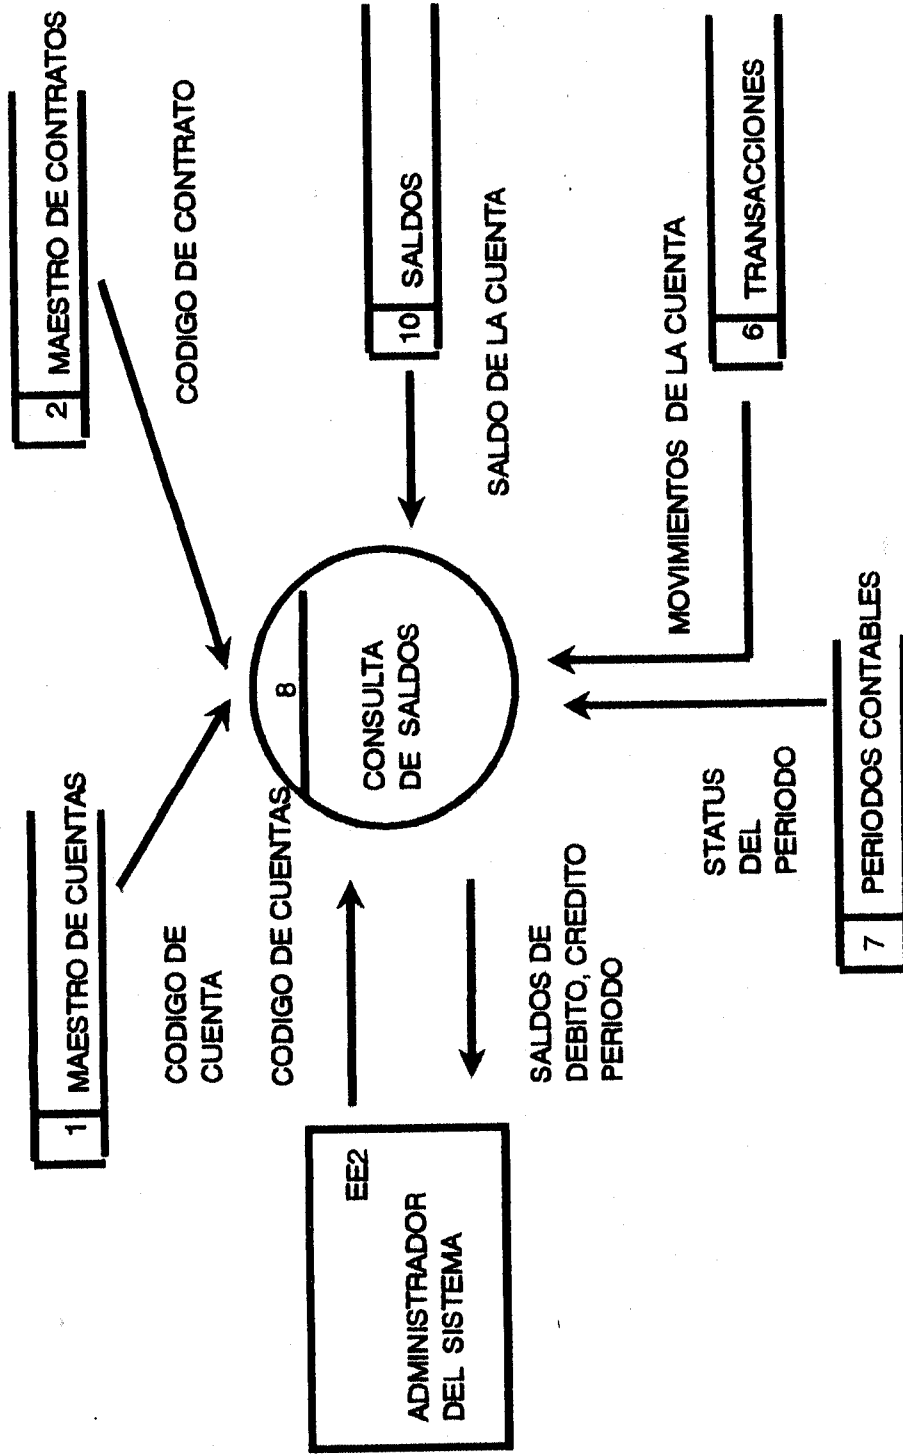 1 MAESTRO DE CUENTAS
2 MAESTRO DE CONTRATOS
CODIGO DE
CUENTA
CODIGO DE CONTRATO
CODIGO DE CUENTAS
8
CONSULTA
DE SALDOS
EE2
ADMINISTRADOR
DEL SISTEMA
10 SALDOS
SALDO DE LA CUENTA
SALDOS DE
DEBITO, CREDITO
PERIODO
MOVIMIENTOS DE LA CUENTA
STATUS
DEL
PERIODO
6 TRANSACCIONES
7 PERIODOS CONTABLES